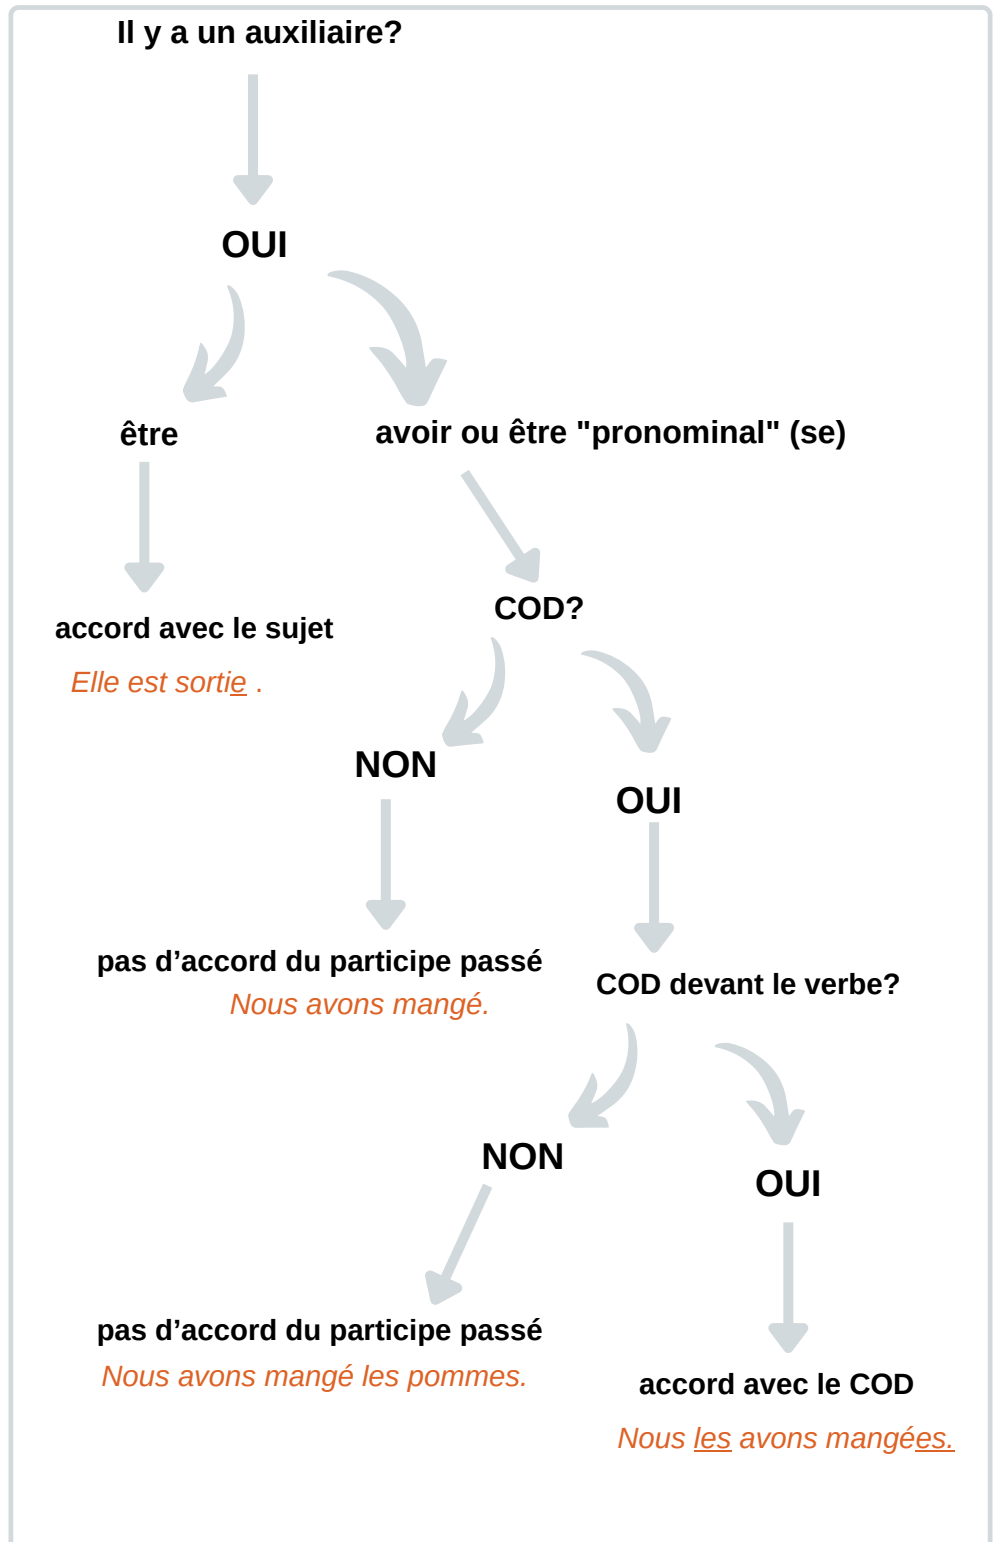 Il y a un auxiliaire?
OUI
être
avoir ou être "pronominal" (se)
accord avec le sujet
Elle est sortie .
COD?
NON
OUI
pas d’accord du participe passé
Nous avons mangé.
COD devant le verbe?
NON
OUI
pas d’accord du participe passé
Nous avons mangé les pommes.
accord avec le COD
Nous les avons mangées.